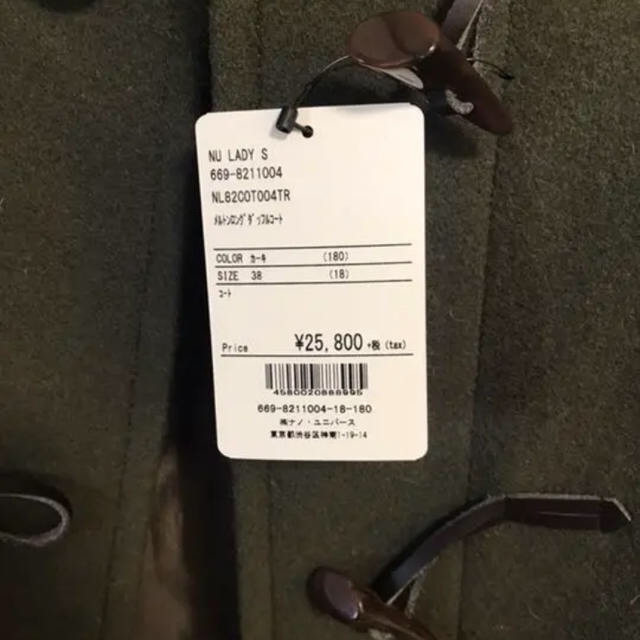 NU LADY S
669-8211004
NL82C0T004TR
ﾒﾙﾄﾝﾛﾝｸﾞﾀﾞｯﾌﾙｺｰﾄ
COLOR ｶｰｷ (180)
SIZE 38 (18)
ｺｰﾄ
Price ¥25,800 +税(tax)
4580020888995
669-8211004-18-180
㈱ナノ・ユニバース
東京都渋谷区神南1-19-14